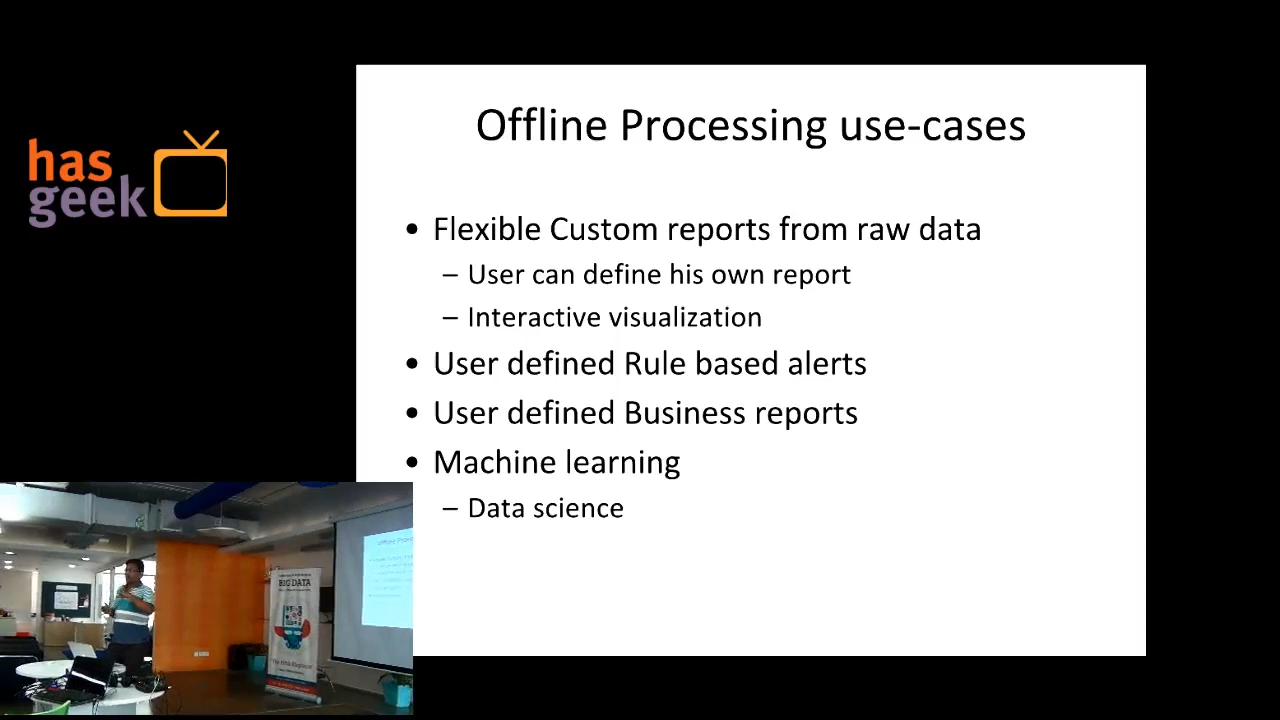 has
geek
Offline Processing use-cases
• Flexible Custom reports from raw data
– User can define his own report
– Interactive visualization
• User defined Rule based alerts
• User defined Business reports
• Machine learning
– Data science
BIG DATA